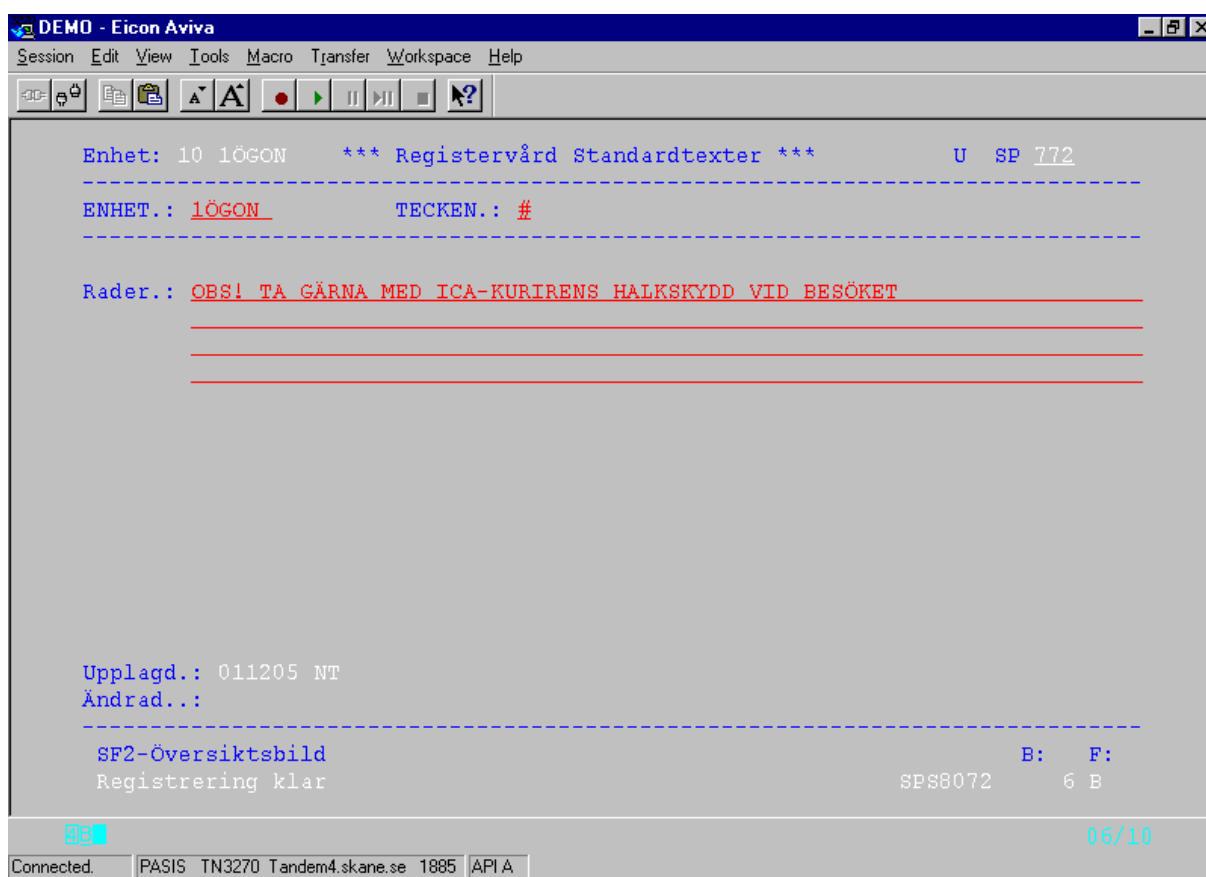 DEMO - Eicon Aviva
Session Edit View Tools Macro Transfer Workspace Help
Enhet: 10 1ÖGON *** Registervård Standardtexter *** U SP 772
ENHET.: 1ÖGON TECKEN.: #
Rader.: OBS! TA GÄRNA MED ICA-KURIRENS HALKSKYDD VID BESÖKET
Upplagd.: 011205 NT
Ändrad..:
SF2-Översiktsbild B: F:
Registrering klar SPS8072 6 B
4B 06/10
Connected. PASIS TN3270 Tandem4.skane.se 1885 API A